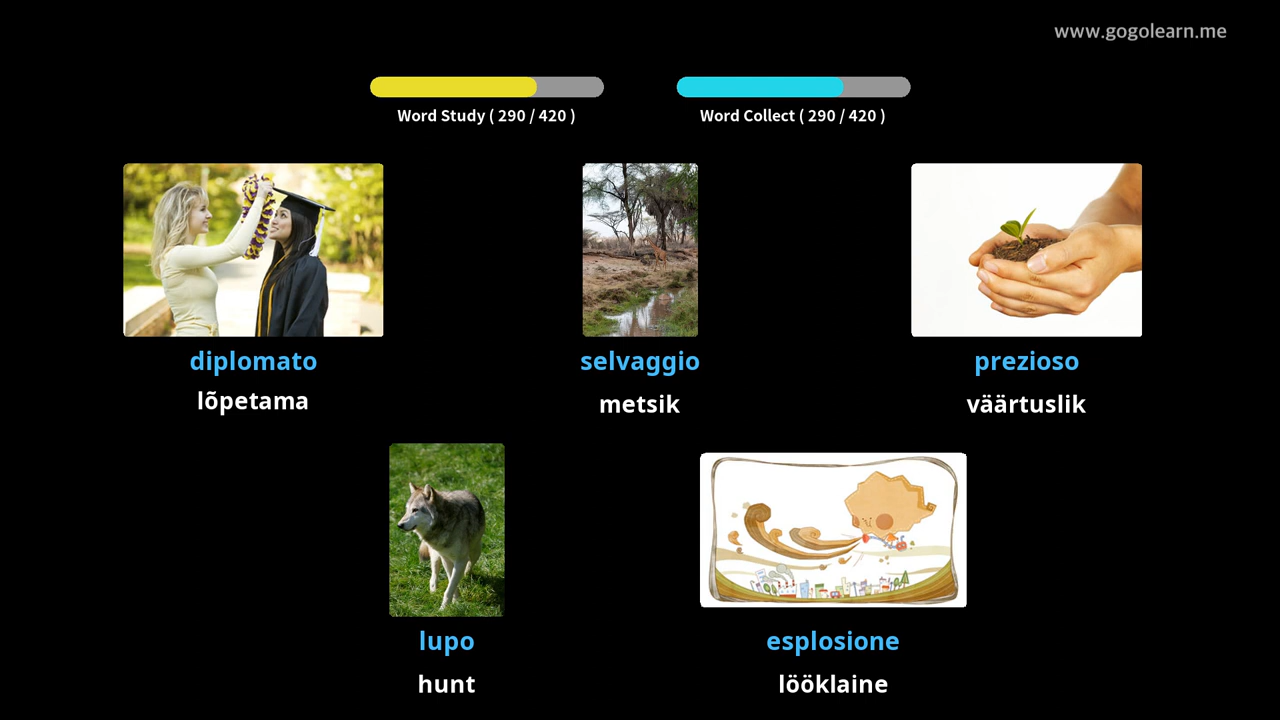 www.gogolearn.me
Word Study ( 290 / 420 )
Word Collect ( 290 / 420 )
diplomato
lõpetama
selvaggio
metsik
prezioso
väärtuslik
lupo
hunt
esplosione
lööklaine